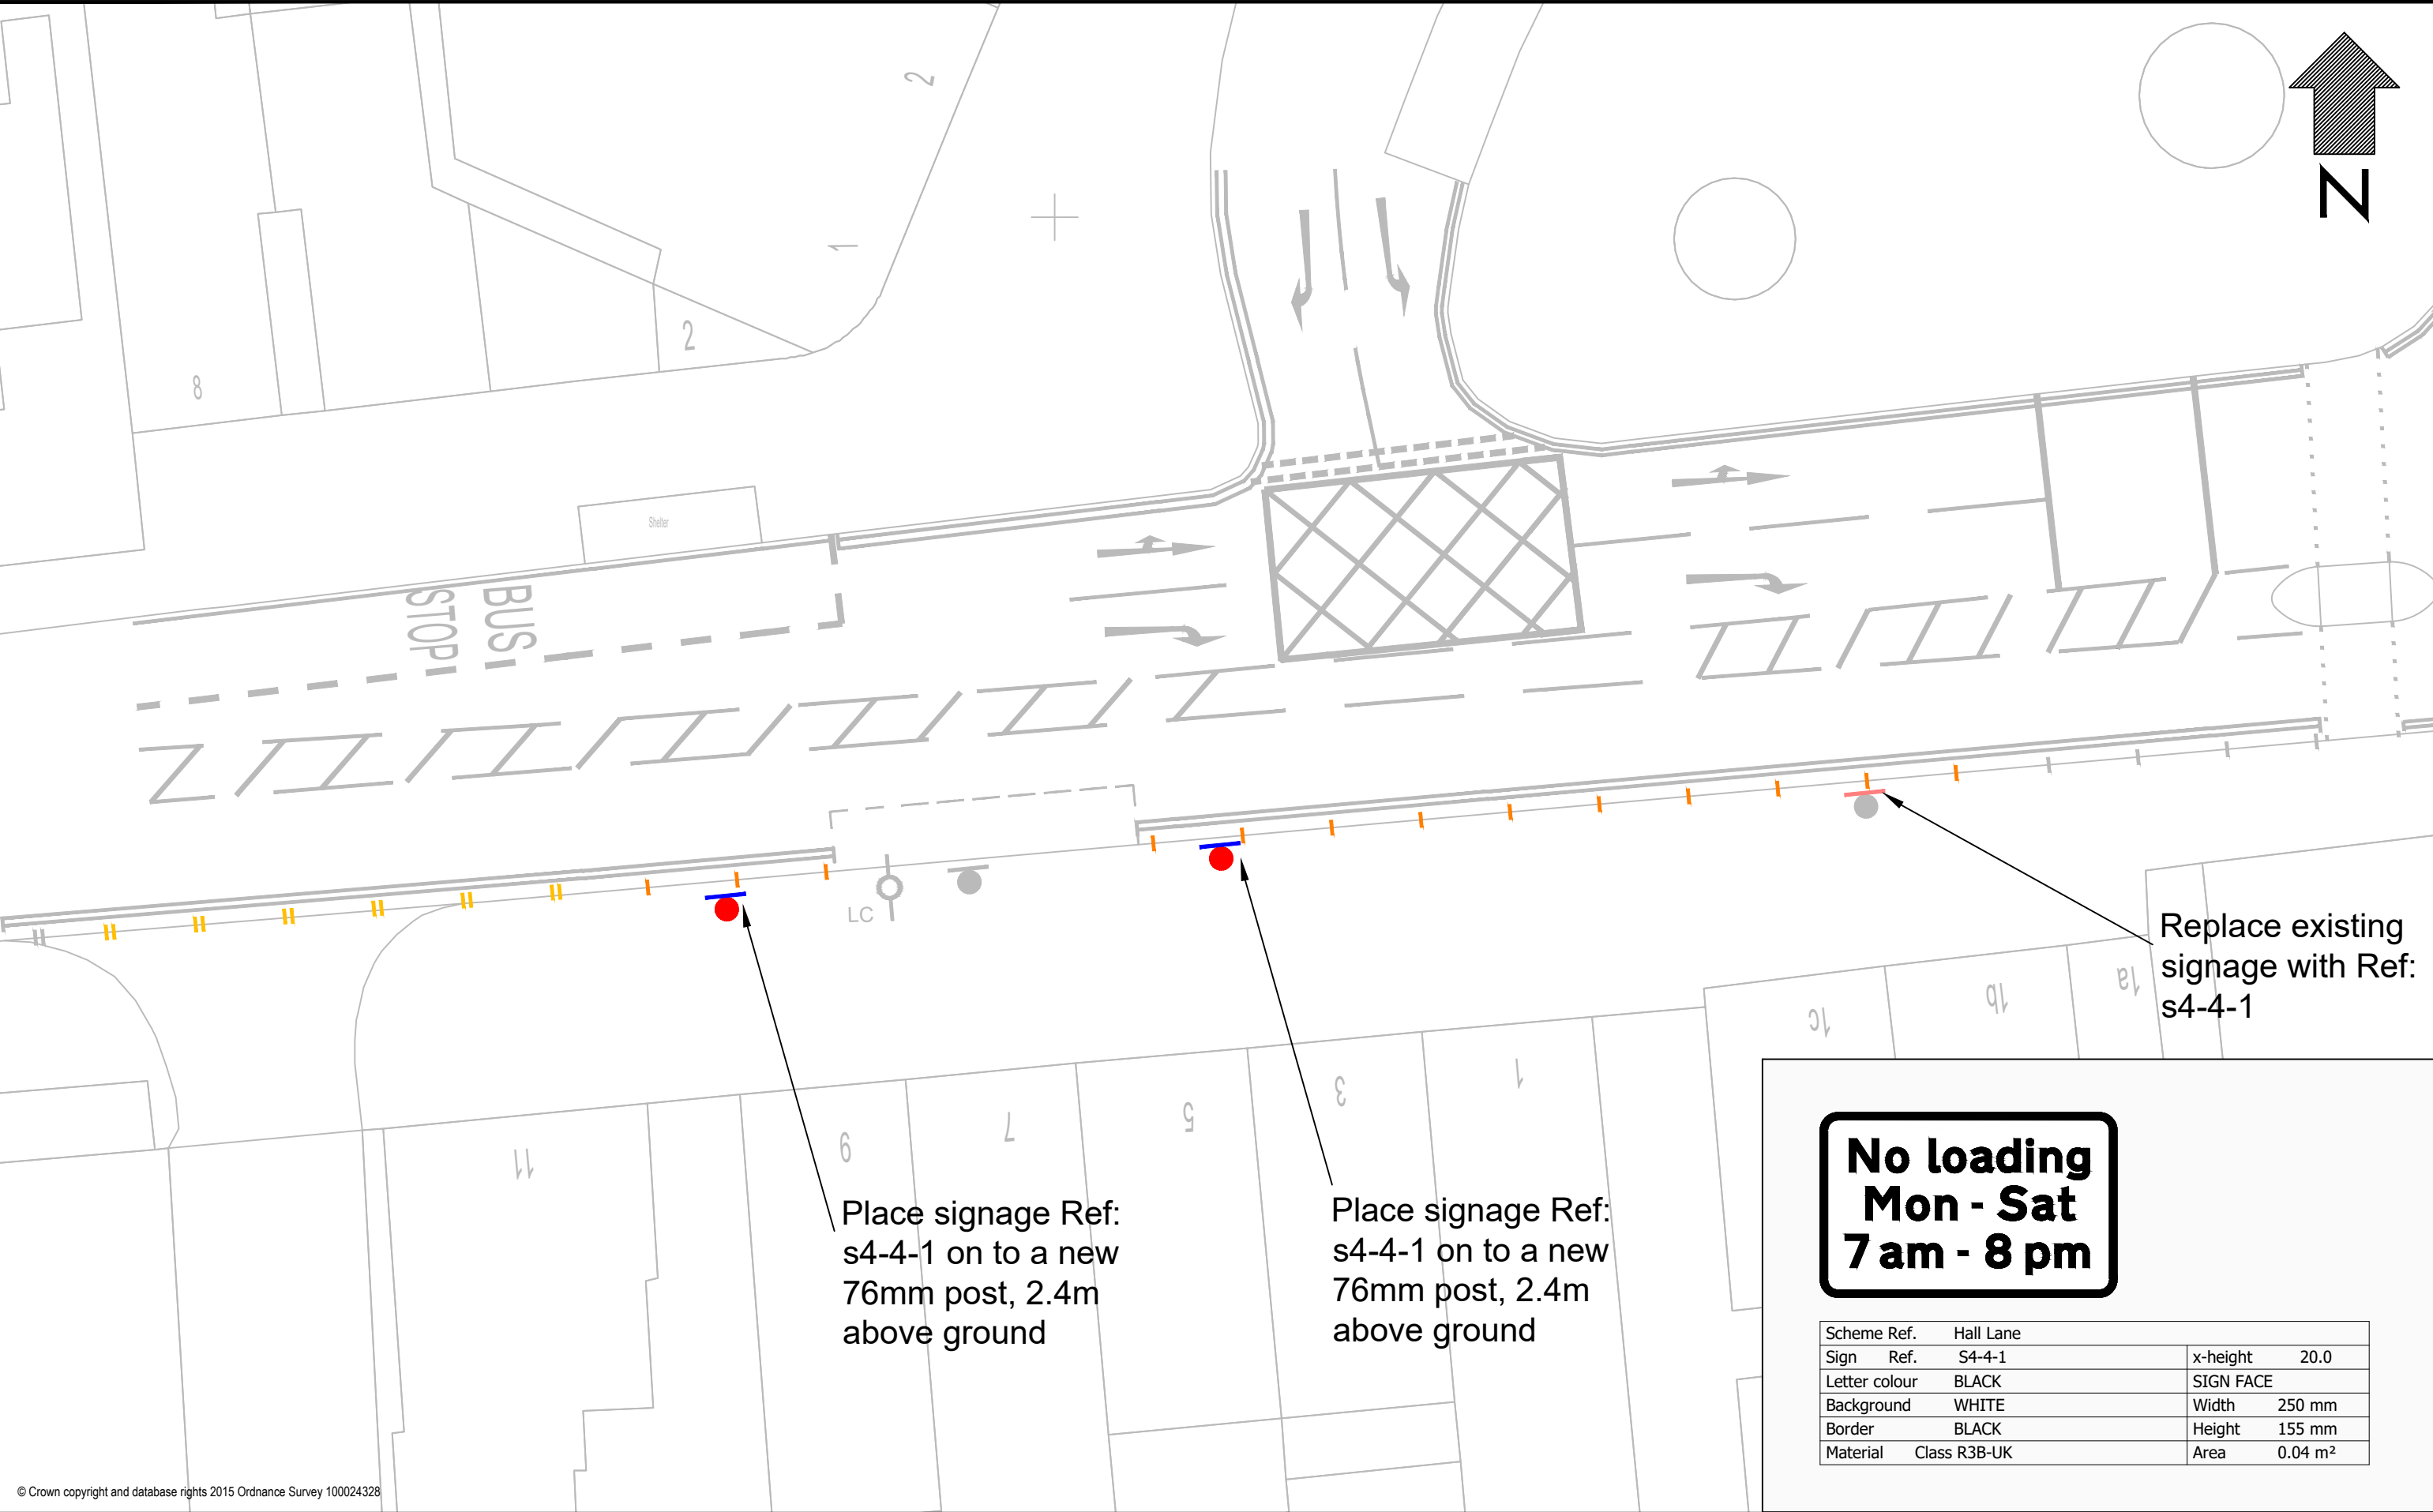 2
1
2
8
N
Shelter
BUS
STOP
LC
Replace existing
signage with Ref:
s4-4-1
1a
1b
1c
1
3
5
7
9
11
Place signage Ref:
s4-4-1 on to a new
76mm post, 2.4m
above ground
Place signage Ref:
s4-4-1 on to a new
76mm post, 2.4m
above ground
No loading
Mon - Sat
7 am - 8 pm
Scheme Ref. Hall Lane
Sign Ref. S4-4-1 x-height 20.0
Letter colour BLACK SIGN FACE
Background WHITE Width 250 mm
Border BLACK Height 155 mm
Material Class R3B-UK Area 0.04 m²
© Crown copyright and database rights 2015 Ordnance Survey 100024328